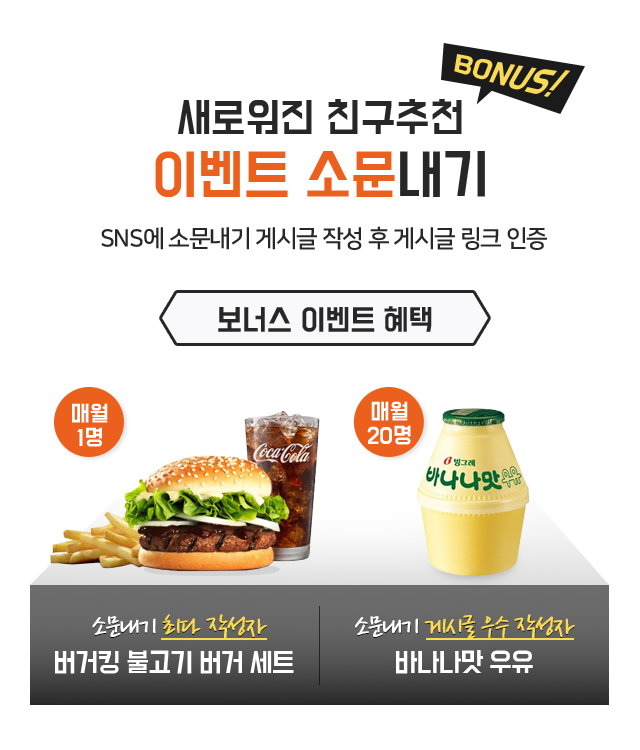 BONUS!
새로워진 친구추천
이벤트 소문내기
SNS에 소문내기 게시글 작성 후 게시글 링크 인증
보너스 이벤트 혜택
매월
1명
매월
20명
Coca-Cola
빙그레
바나나맛우유
소문내기 최다 작성자
버거킹 불고기 버거 세트
소문내기 게시글 우수 작성자
바나나맛 우유